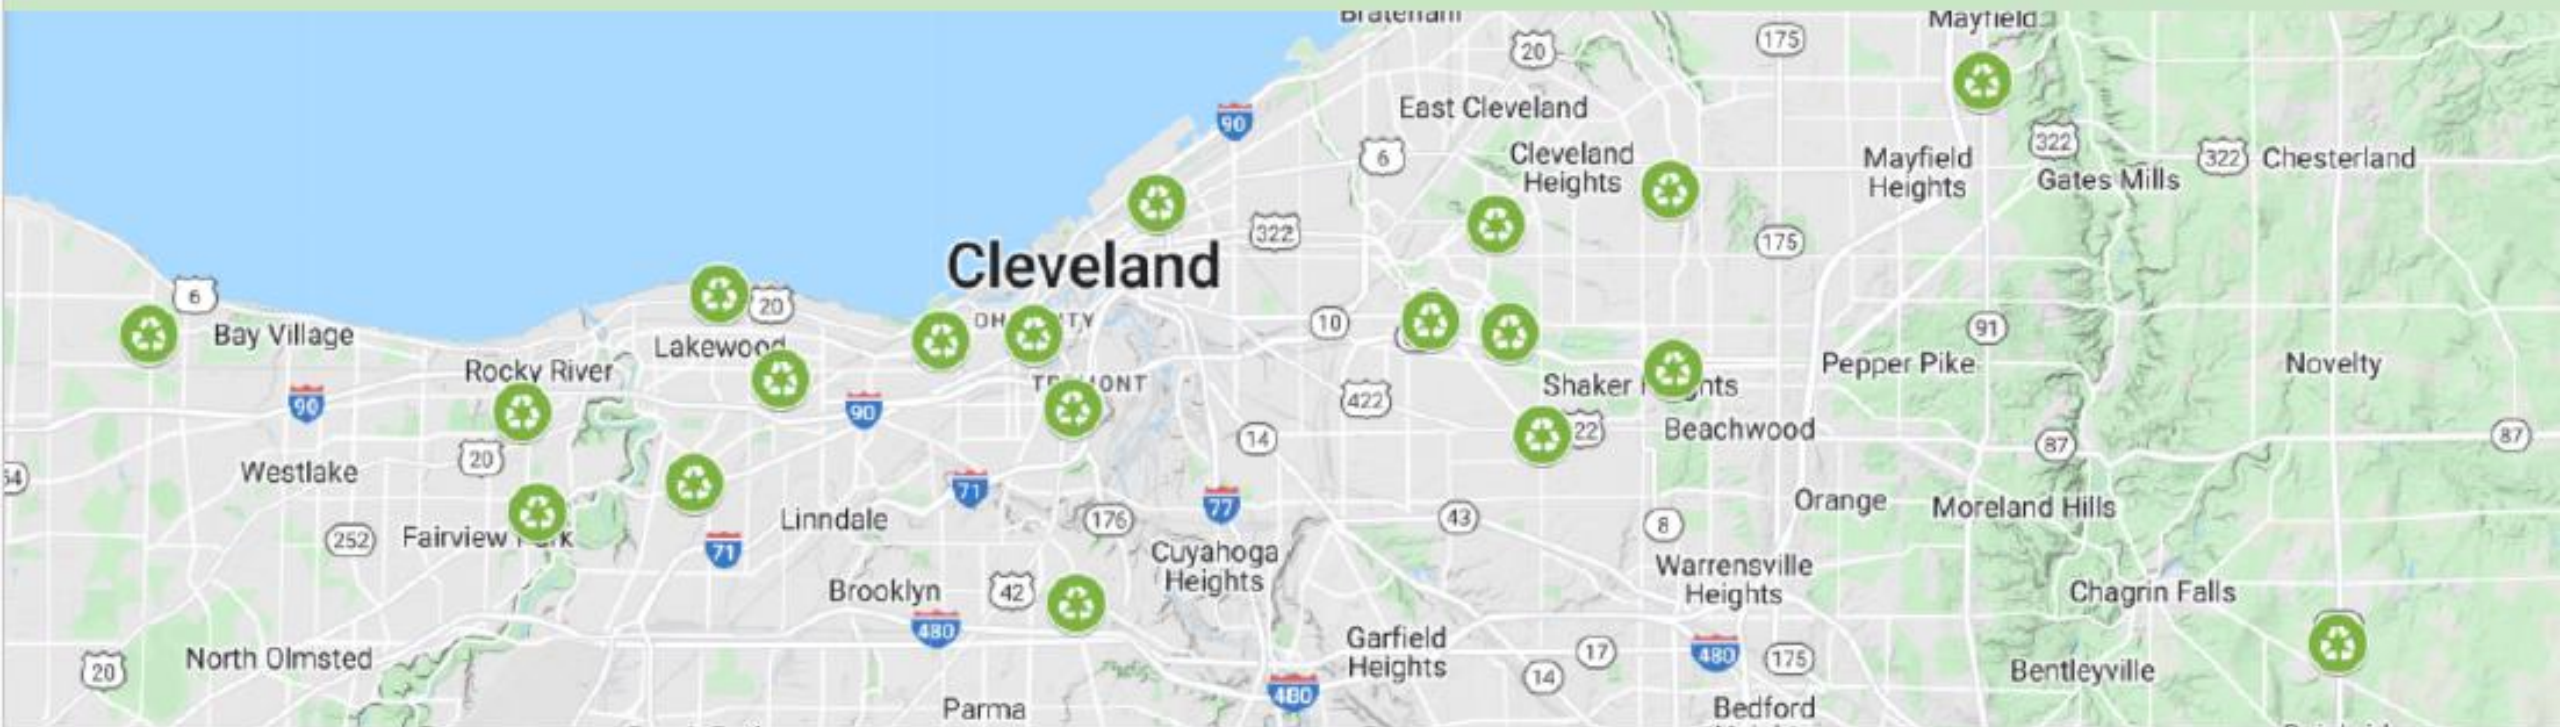 Bratenahl
Mayfield
20
175
90
East Cleveland
6
Cleveland
Heights
Mayfield
Heights
322
322
Chesterland
Gates Mills
322
175
Cleveland
6
20
Bay Village
Lakewood
10
91
Rocky River
Pepper Pike
Novelty
90
90
422
Shaker
Beachwood
14
87
87
20
Westlake
71
77
Orange
Moreland Hills
Linndale
176
43
8
252
Fairview
71
Cuyahoga
Heights
Warrensville
Heights
Brooklyn
42
Chagrin Falls
480
Garfield
Heights
17
480
175
North Olmsted
20
14
Bentleyville
480
Parma
Bedford